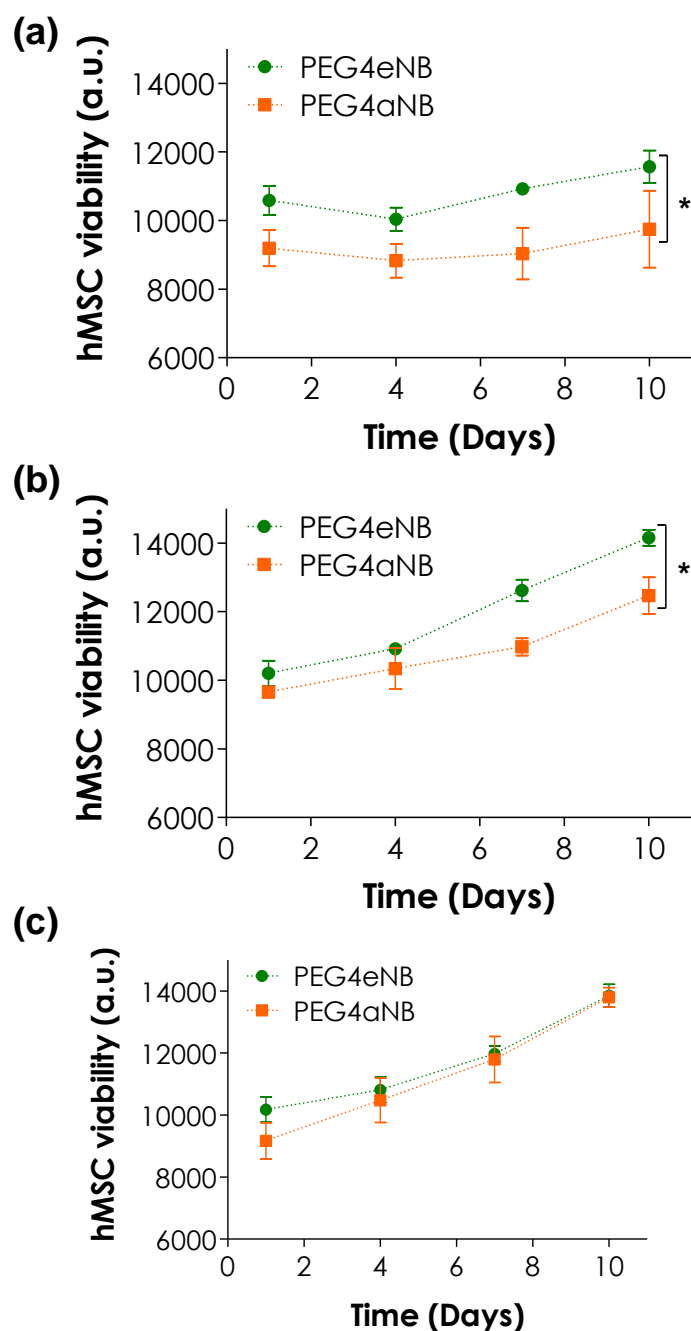 (a)
hMSC viability (a.u.)
14000
12000
10000
8000
6000
PEG4eNB
PEG4aNB
*
0 2 4 6 8 10
Time (Days)
(b)
hMSC viability (a.u.)
14000
12000
10000
8000
6000
PEG4eNB
PEG4aNB
*
0 2 4 6 8 10
Time (Days)
(c)
hMSC viability (a.u.)
14000
12000
10000
8000
6000
PEG4eNB
PEG4aNB
0 2 4 6 8 10
Time (Days)